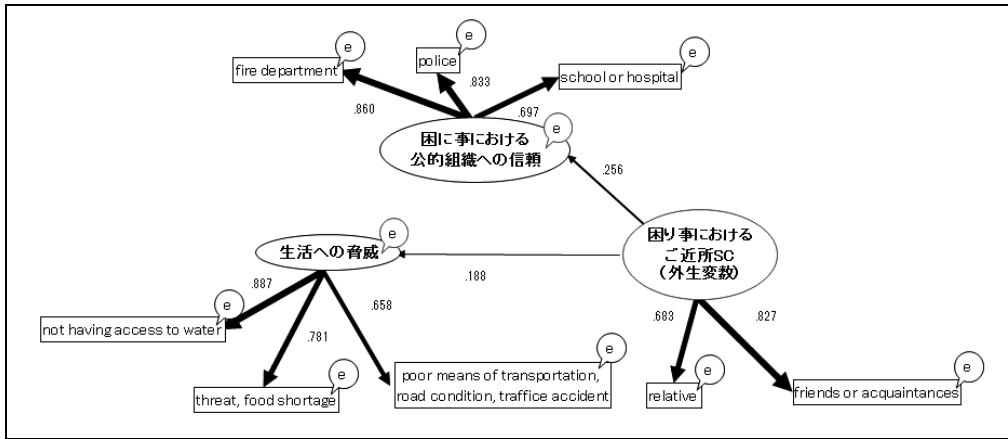 e
e
e
police
fire department
school or hospital
.833
.860
.697
e
困に事における
公的組織への信頼
.256
e
生活への脅威
困り事における
ご近所SC
(外生変数)
.188
.887
.658
.683
.827
e
not having access to water
.781
e
e
e
e
poor means of transportation,
road condition, traffice accident
threat, food shortage
relative
friends or acquaintances